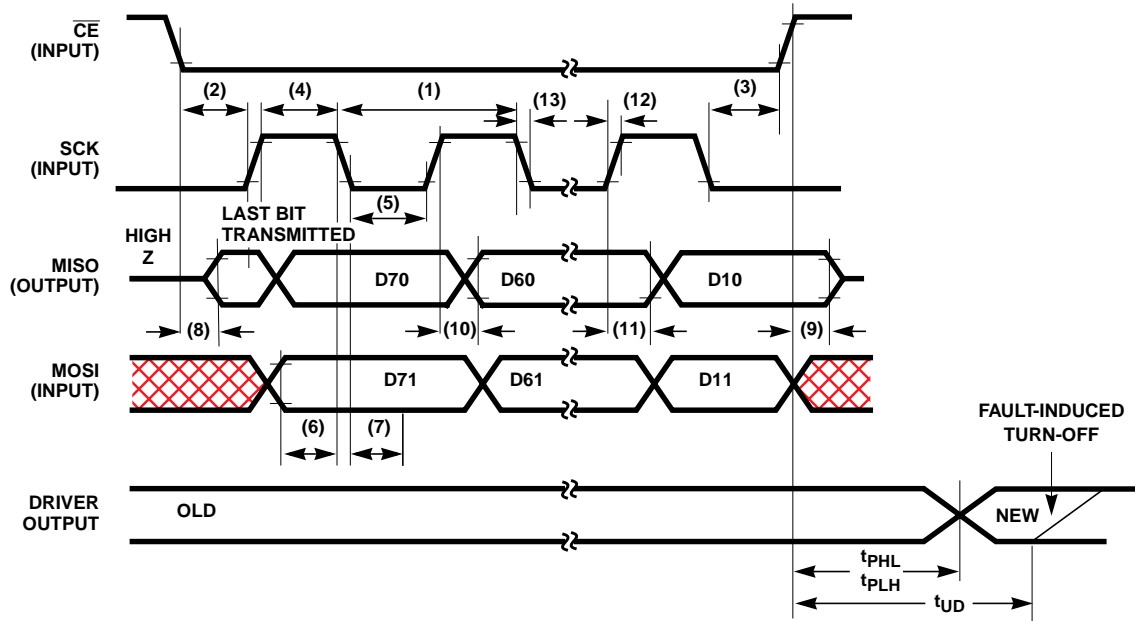 CE
(INPUT)
(2)
(4)
(1)
(13)
(12)
(3)
SCK
(INPUT)
(5)
LAST BIT
TRANSMITTED
HIGH
Z
MISO
(OUTPUT)
D70
D60
D10
(8)
(10)
(11)
(9)
MOSI
(INPUT)
D71
D61
D11
(6)
(7)
FAULT-INDUCED
TURN-OFF
DRIVER
OUTPUT
OLD
NEW
tPHL
tPLH
tUD